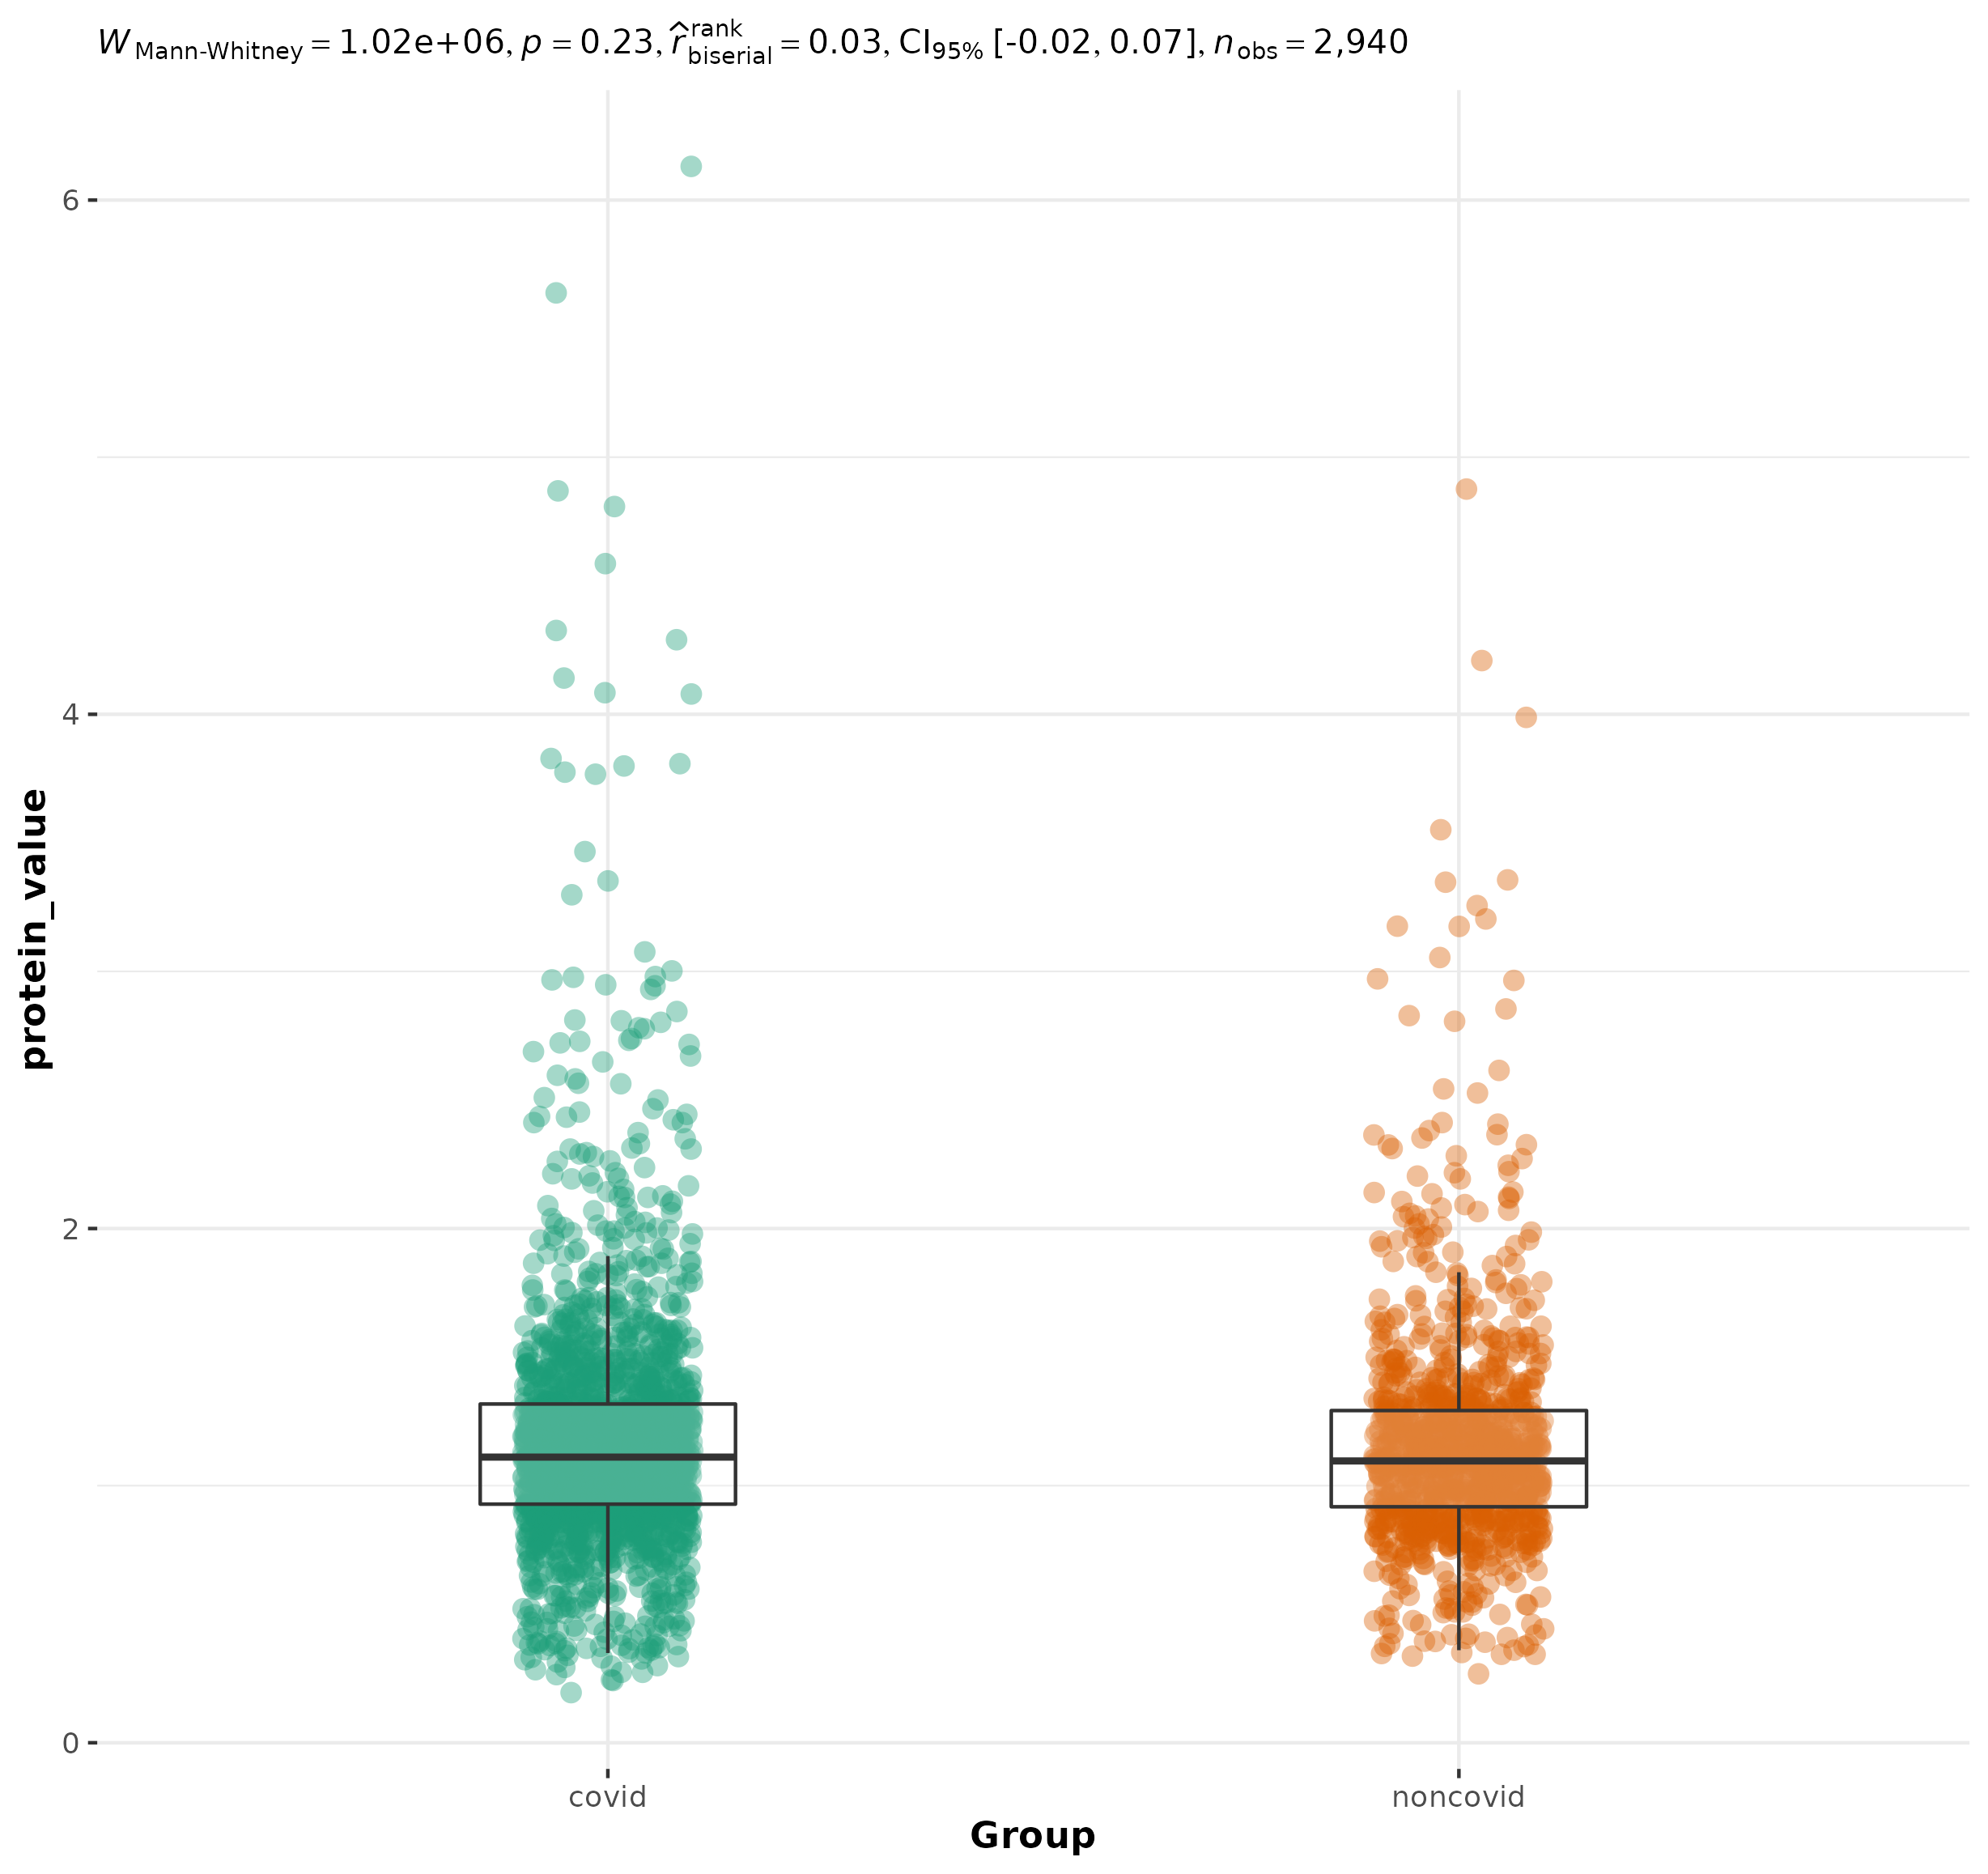 W Mann-Whitney = 1.02e+06, p = 0.23, r̂ rank biserial = 0.03, CI95% [-0.02, 0.07], n obs = 2,940
6
4
2
0
protein_value
covid
noncovid
Group